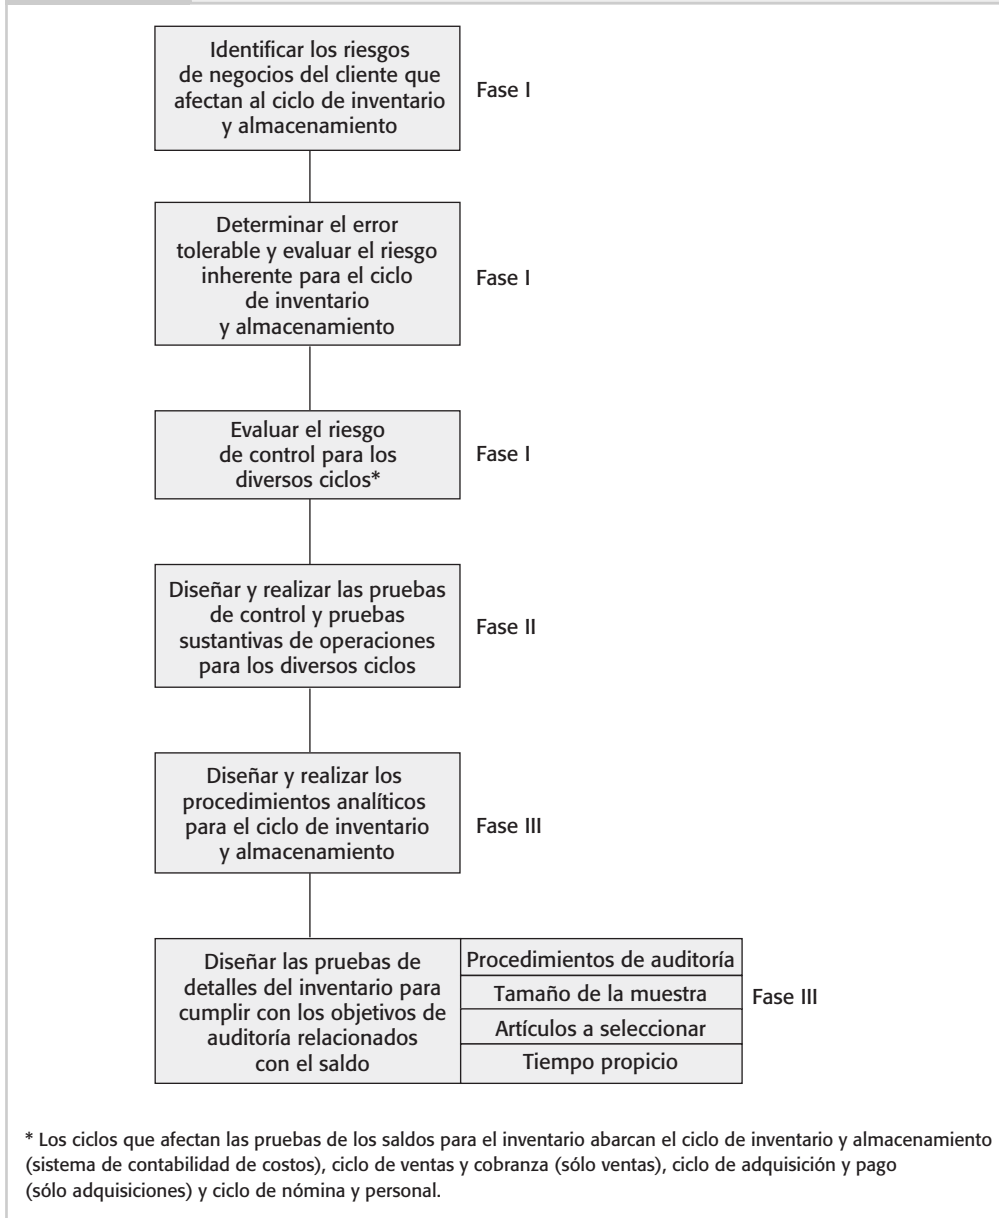 Identificar los riesgos
de negocios del cliente que
afectan al ciclo de inventario
y almacenamiento
Fase I
Determinar el error
tolerable y evaluar el riesgo
inherente para el ciclo
de inventario
y almacenamiento
Fase I
Evaluar el riesgo
de control para los
diversos ciclos*
Fase I
Diseñar y realizar las pruebas
de control y pruebas
sustantivas de operaciones
para los diversos ciclos
Fase II
Diseñar y realizar los
procedimientos analíticos
para el ciclo de inventario
y almacenamiento
Fase III
Diseñar las pruebas de
detalles del inventario para
cumplir con los objetivos de
auditoría relacionados
con el saldo
Procedimientos de auditoría
Tamaño de la muestra
Artículos a seleccionar
Tiempo propicio
Fase III
* Los ciclos que afectan las pruebas de los saldos para el inventario abarcan el ciclo de inventario y almacenamiento
(sistema de contabilidad de costos), ciclo de ventas y cobranza (sólo ventas), ciclo de adquisición y pago
(sólo adquisiciones) y ciclo de nómina y personal.